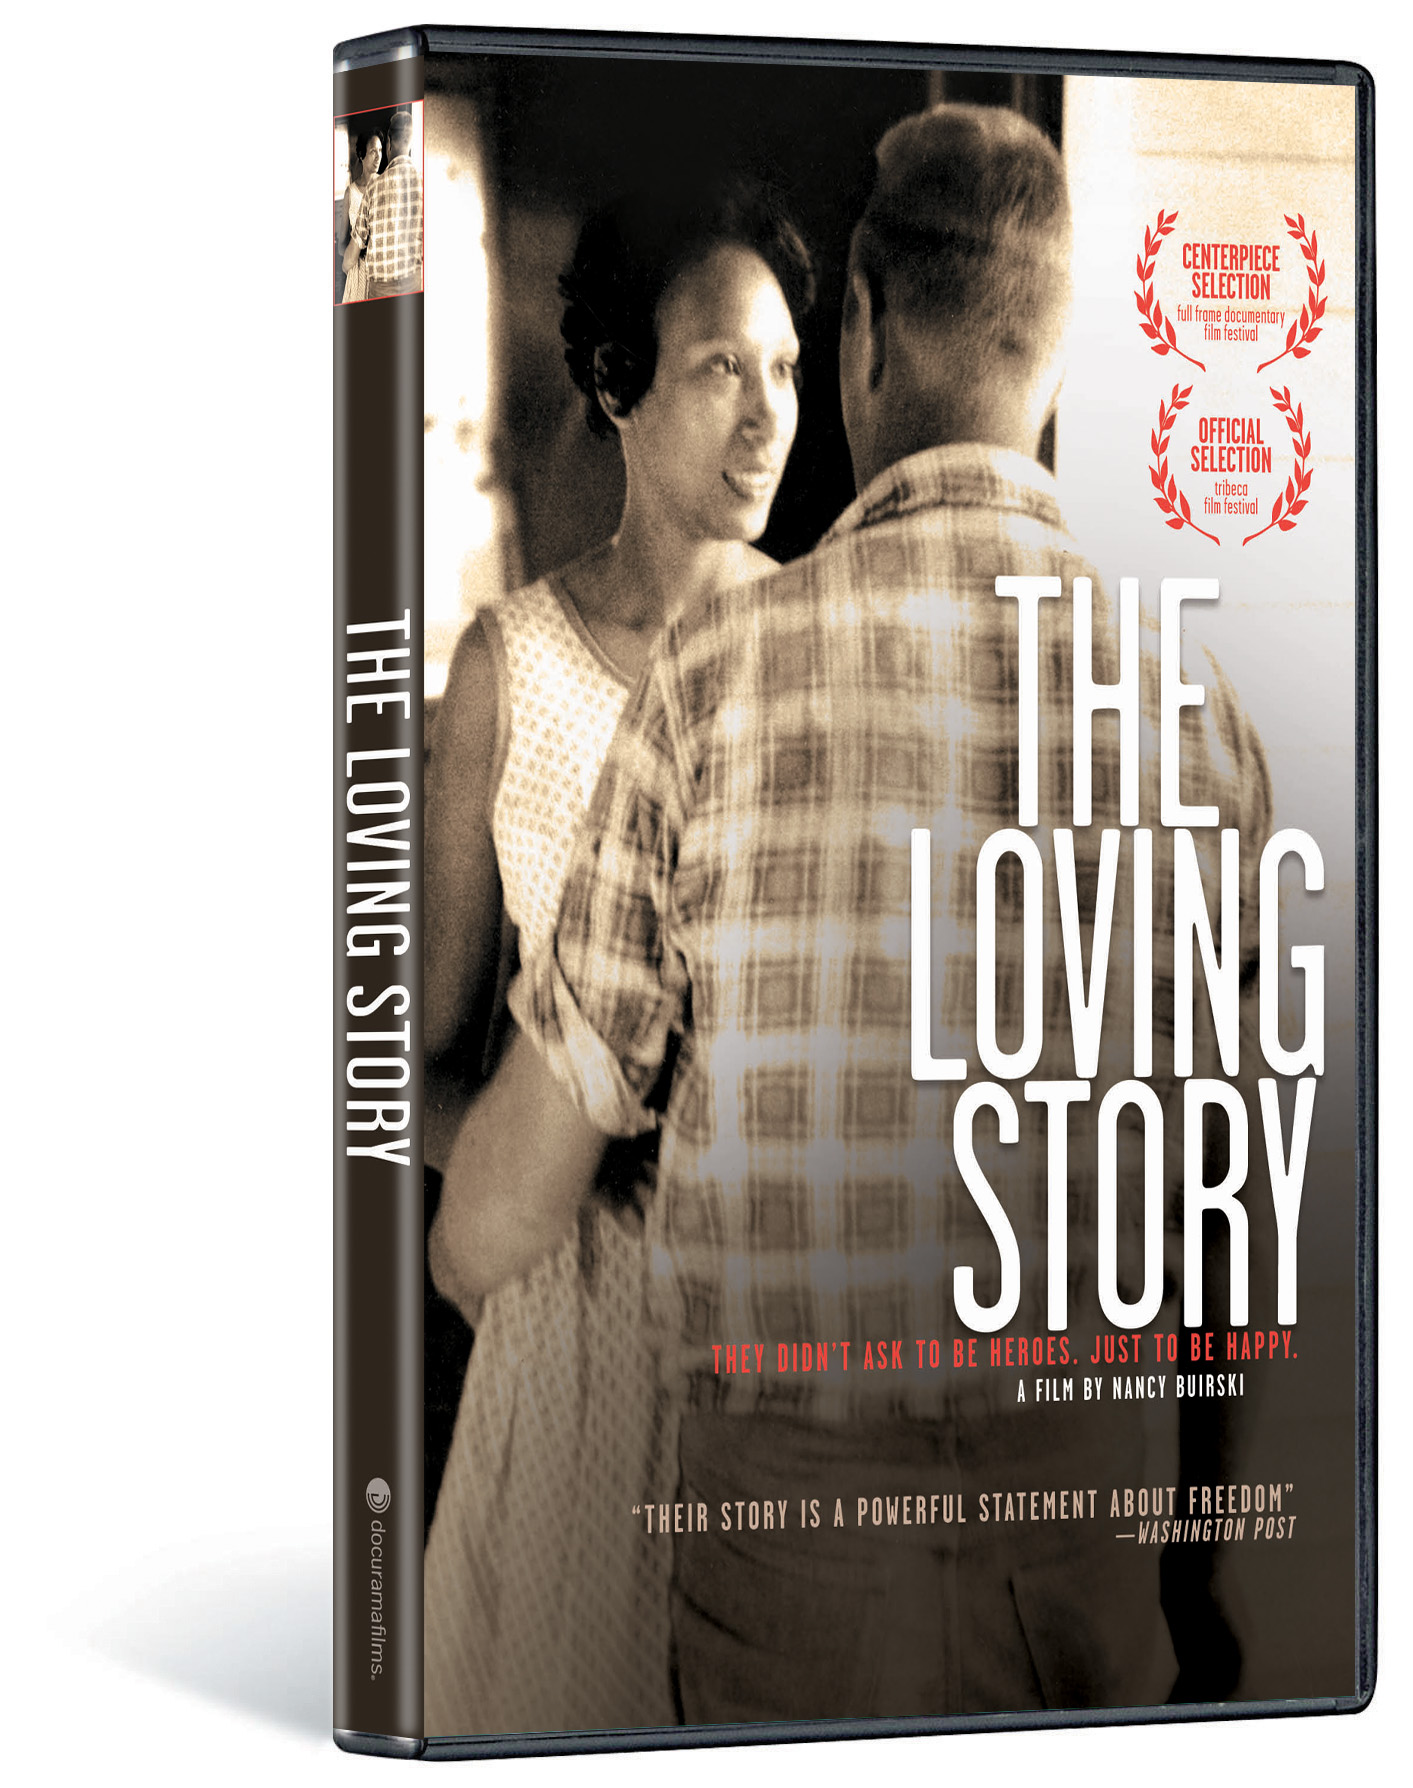 CENTERPIECE
SELECTION
full frame documentary
film festival
OFFICIAL
SELECTION
tribeca
film festival
THE
LOVING
STORY
THEY DIDN'T ASK TO BE HEROES. JUST TO BE HAPPY.
A FILM BY NANCY BUIRSKI
“THEIR STORY IS A POWERFUL STATEMENT ABOUT FREEDOM”
—WASHINGTON POST
THE LOVING STORY
docuramafilms.